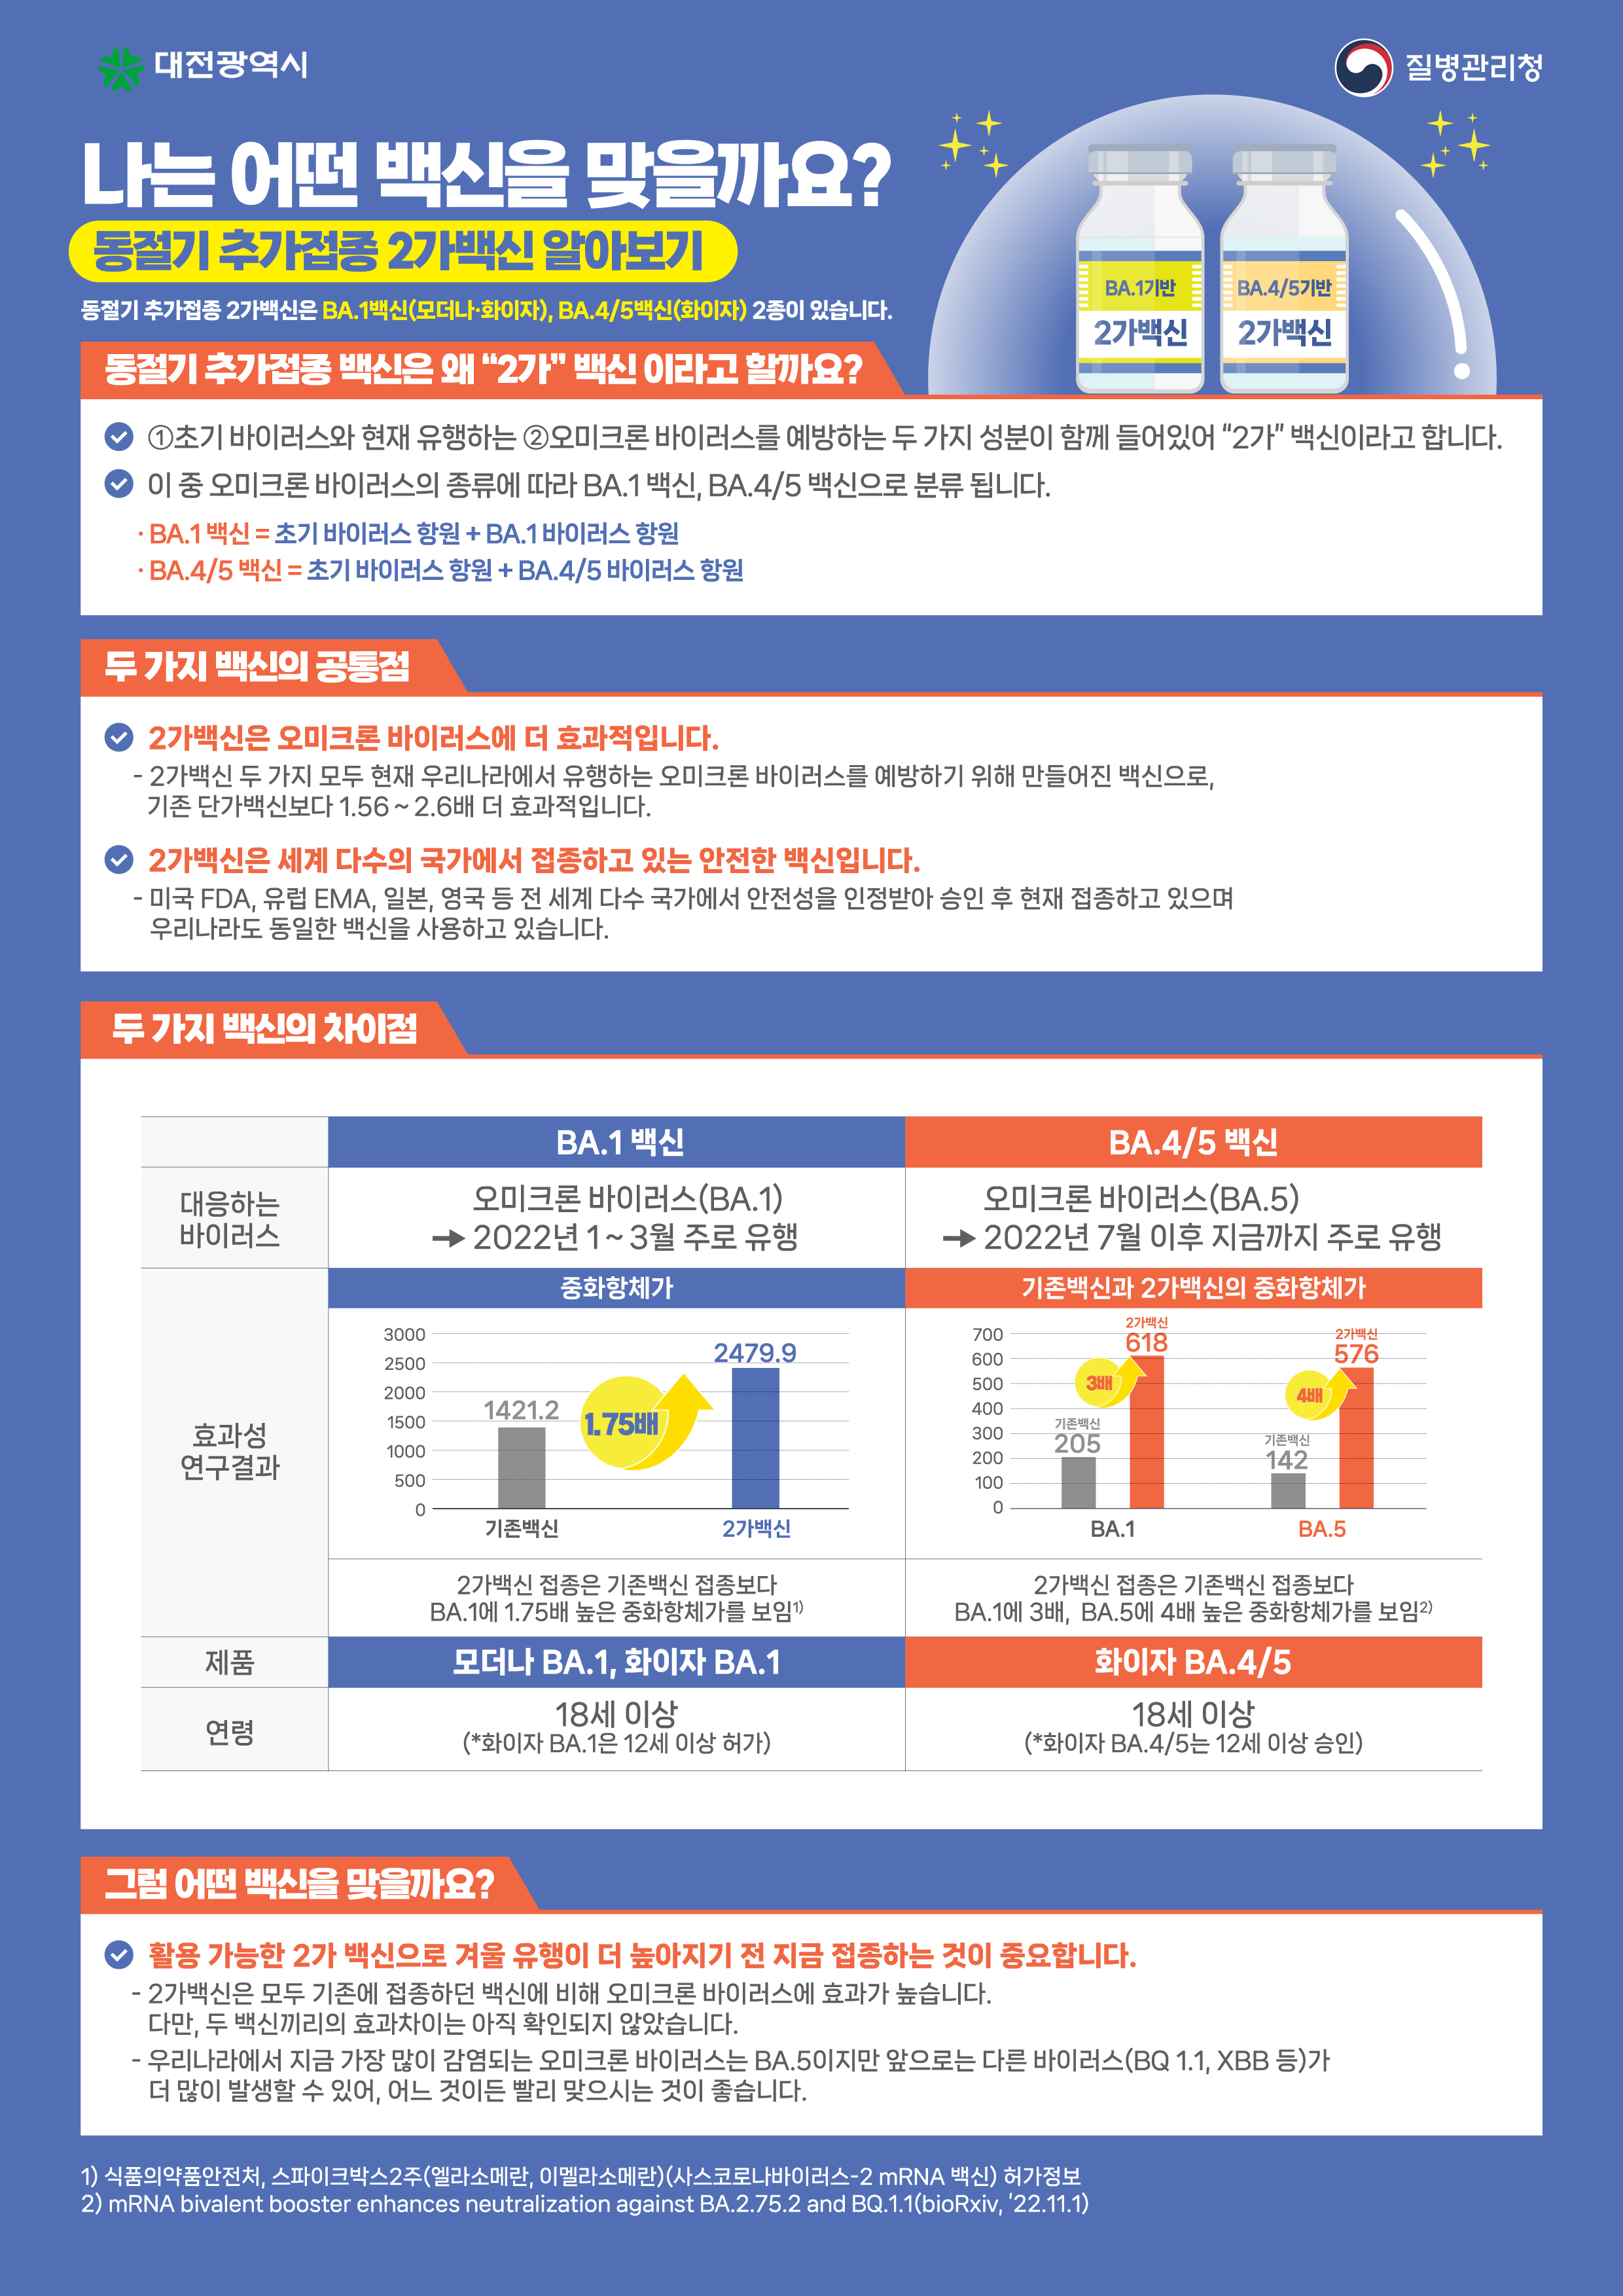 대전광역시
질병관리청
나는 어떤 백신을 맞을까요?
동절기 추가접종 2가백신 알아보기
동절기 추가접종 2가백신은 BA.1백신(모더나·화이자), BA.4/5백신(화이자) 2종이 있습니다.
BA.1기반
2가백신
BA.4/5기반
2가백신
동절기 추가접종 백신은 왜 “2가” 백신 이라고 할까요?
①초기 바이러스와 현재 유행하는 ②오미크론 바이러스를 예방하는 두 가지 성분이 함께 들어있어 “2가” 백신이라고 합니다.
이 중 오미크론 바이러스의 종류에 따라 BA.1 백신, BA.4/5 백신으로 분류 됩니다.
· BA.1 백신 = 초기 바이러스 항원 + BA.1 바이러스 항원
· BA.4/5 백신 = 초기 바이러스 항원 + BA.4/5 바이러스 항원
두 가지 백신의 공통점
2가백신은 오미크론 바이러스에 더 효과적입니다.
- 2가백신 두 가지 모두 현재 우리나라에서 유행하는 오미크론 바이러스를 예방하기 위해 만들어진 백신으로,
기존 단가백신보다 1.56 ~ 2.6배 더 효과적입니다.
2가백신은 세계 다수의 국가에서 접종하고 있는 안전한 백신입니다.
- 미국 FDA, 유럽 EMA, 일본, 영국 등 전 세계 다수 국가에서 안전성을 인정받아 승인 후 현재 접종하고 있으며
우리나라도 동일한 백신을 사용하고 있습니다.
두 가지 백신의 차이점
BA.1 백신
BA.4/5 백신
대응하는
바이러스
오미크론 바이러스(BA.1)
➞ 2022년 1 ~ 3월 주로 유행
오미크론 바이러스(BA.5)
➞ 2022년 7월 이후 지금까지 주로 유행
효과성
연구결과
중화항체가
3000
2500
2000
1500
1000
500
0
1421.2
1.75배
2479.9
기존백신
2가백신
기존백신과 2가백신의 중화항체가
700
600
500
400
300
200
100
0
기존백신
205
3배
2가백신
618
기존백신
142
4배
2가백신
576
BA.1
BA.5
2가백신 접종은 기존백신 접종보다
BA.1에 1.75배 높은 중화항체가를 보임1)
2가백신 접종은 기존백신 접종보다
BA.1에 3배, BA.5에 4배 높은 중화항체가를 보임2)
제품
모더나 BA.1, 화이자 BA.1
화이자 BA.4/5
연령
18세 이상
(*화이자 BA.1은 12세 이상 허가)
18세 이상
(*화이자 BA.4/5는 12세 이상 승인)
그럼 어떤 백신을 맞을까요?
활용 가능한 2가 백신으로 겨울 유행이 더 높아지기 전 지금 접종하는 것이 중요합니다.
- 2가백신은 모두 기존에 접종하던 백신에 비해 오미크론 바이러스에 효과가 높습니다.
다만, 두 백신끼리의 효과차이는 아직 확인되지 않았습니다.
- 우리나라에서 지금 가장 많이 감염되는 오미크론 바이러스는 BA.5이지만 앞으로는 다른 바이러스(BQ 1.1, XBB 등)가
더 많이 발생할 수 있어, 어느 것이든 빨리 맞으시는 것이 좋습니다.
1) 식품의약품안전처, 스파이크박스2주(엘라소메란, 이멜라소메란)(사스코로나바이러스-2 mRNA 백신) 허가정보
2) mRNA bivalent booster enhances neutralization against BA.2.75.2 and BQ.1.1(bioRxiv, ’22.11.1)